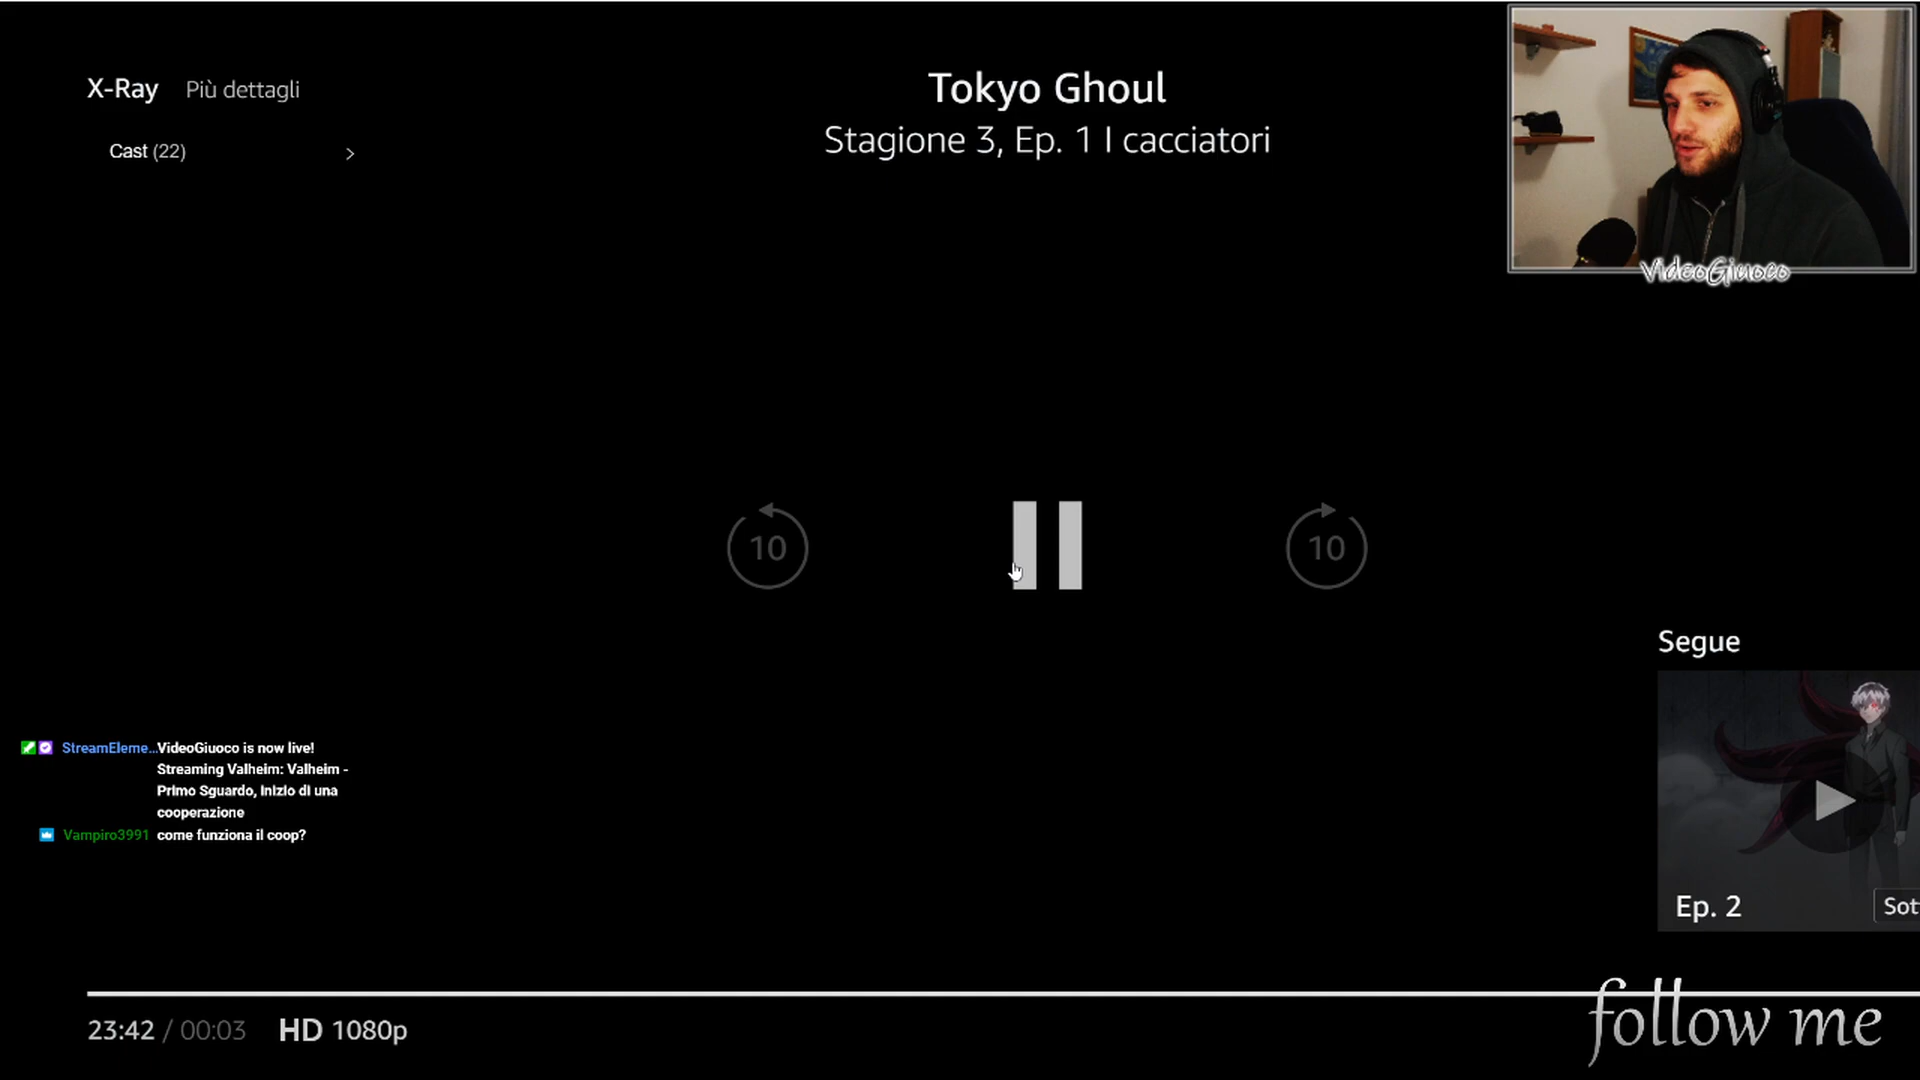 X-Ray Più dettagli
Cast (22)
Tokyo Ghoul
Stagione 3, Ep. 1 I cacciatori
VideoGiuoco
10
10
Segue
Ep. 2
Sot
StreamEleme... VideoGiuoco is now live!
Streaming Valheim: Valheim -
Primo Sguardo, inizio di una
cooperazione
Vampiro3991 come funziona il coop?
23:42 / 00:03 HD 1080p
follow me